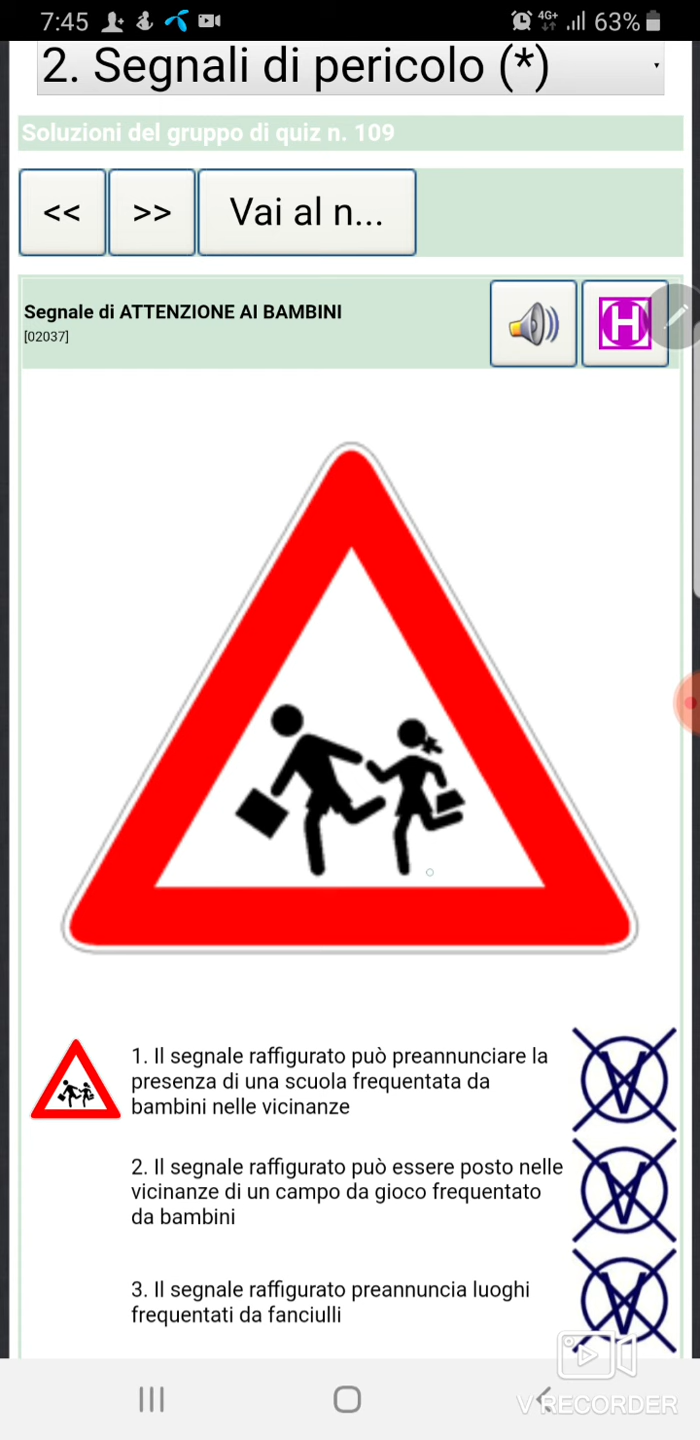 7:45
4G+
63%
2. Segnali di pericolo (*)
Soluzioni del gruppo di quiz n. 109
<<
>>
Vai al n...
Segnale di ATTENZIONE AI BAMBINI
[02037]
H
1. Il segnale raffigurato può preannunciare la
presenza di una scuola frequentata da
bambini nelle vicinanze
V
2. Il segnale raffigurato può essere posto nelle
vicinanze di un campo da gioco frequentato
da bambini
V
3. Il segnale raffigurato preannuncia luoghi
frequentati da fanciulli
V
V RECORDER